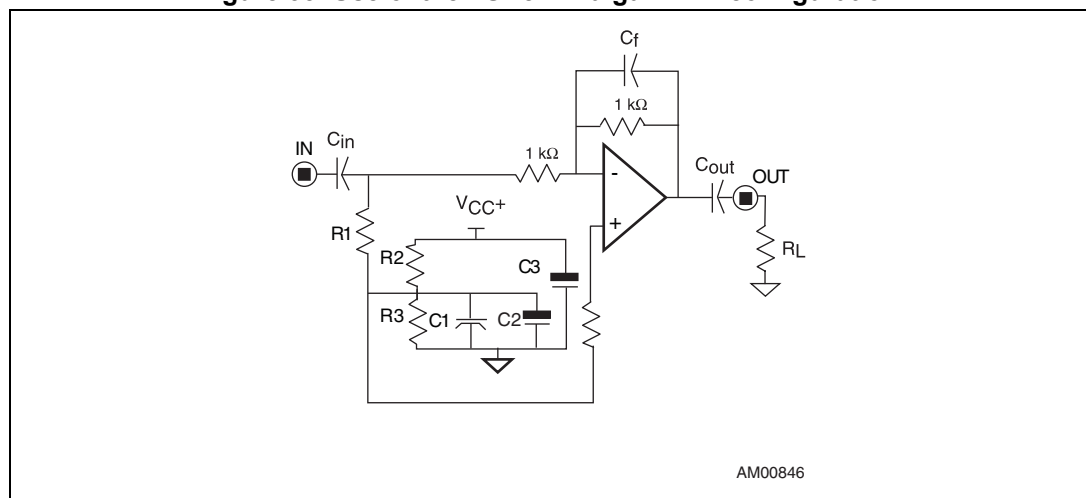 Cf
1 kΩ
IN
Cin
1 kΩ
Cout
OUT
-
VCC+
+
R1
R2
C3
RL
R3
C1
C2
AM00846